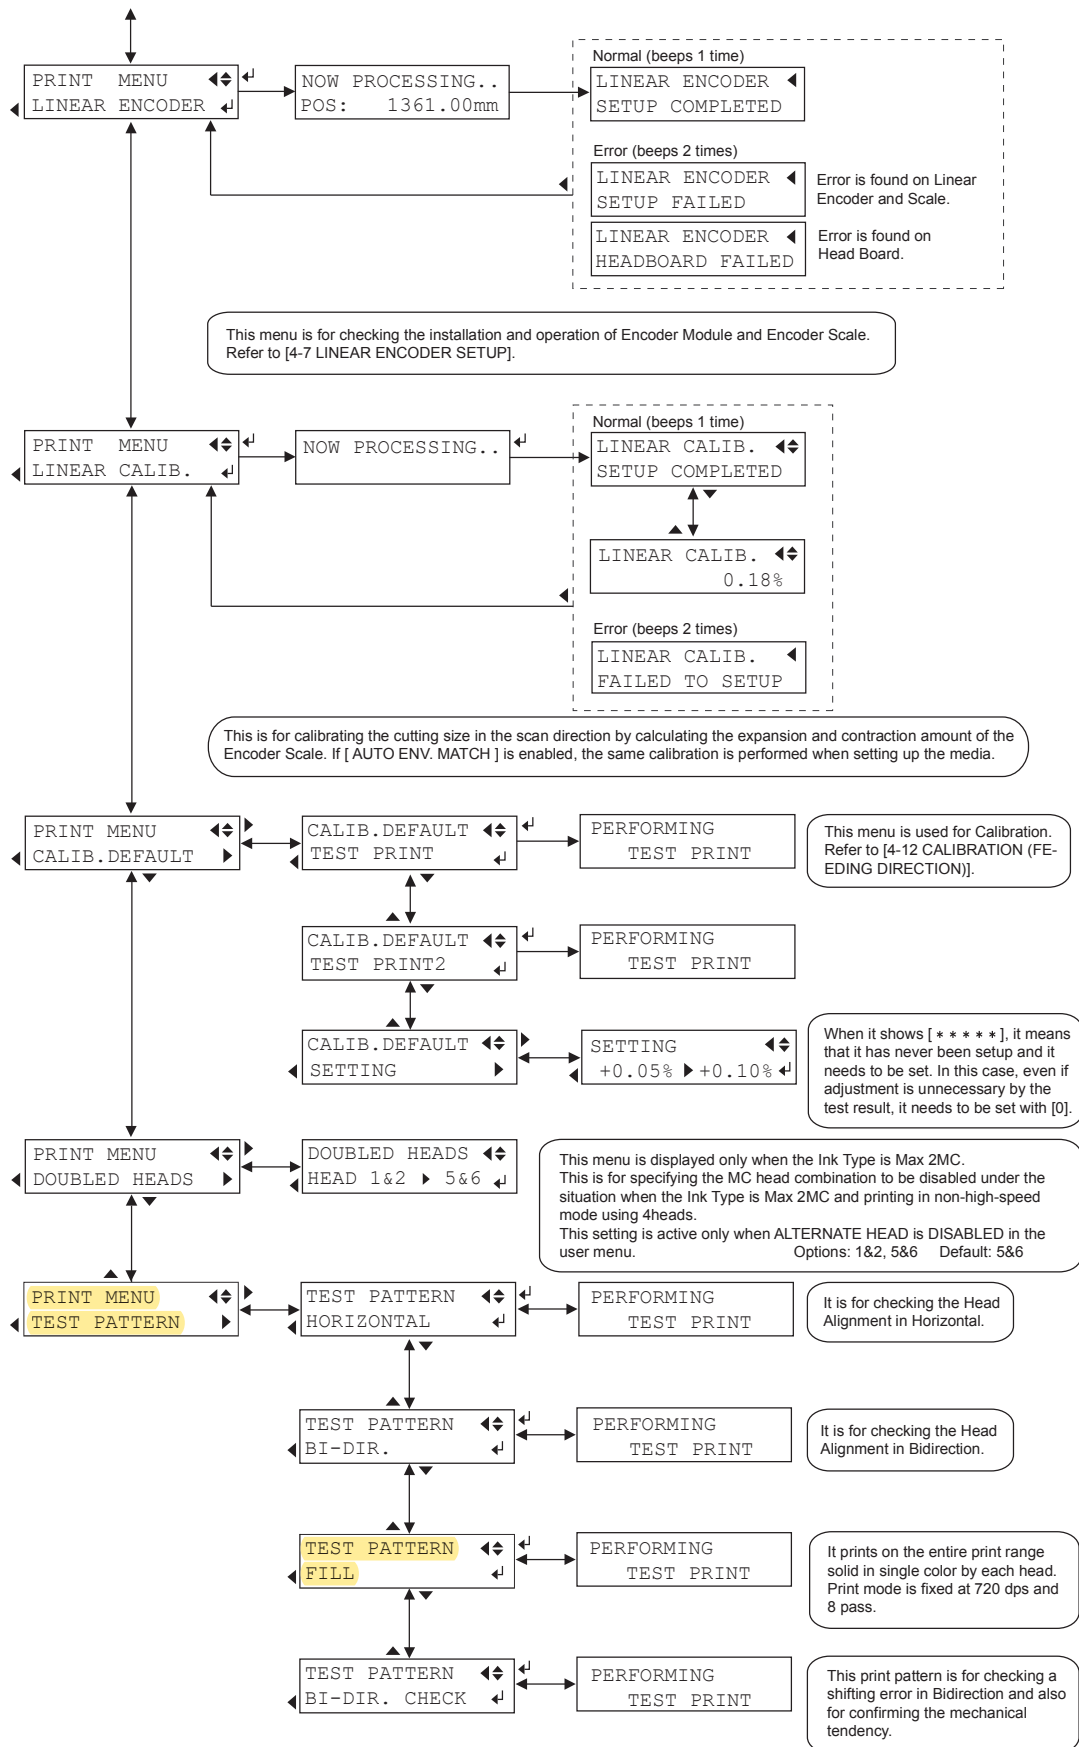 PRINT MENU
LINEAR ENCODER
NOW PROCESSING..
POS: 1361.00mm
Normal (beeps 1 time)
LINEAR ENCODER
SETUP COMPLETED
Error (beeps 2 times)
LINEAR ENCODER
SETUP FAILED
Error is found on Linear
Encoder and Scale.
LINEAR ENCODER
HEADBOARD FAILED
Error is found on
Head Board.
This menu is for checking the installation and operation of Encoder Module and Encoder Scale.
Refer to [4-7 LINEAR ENCODER SETUP].
PRINT MENU
LINEAR CALIB.
NOW PROCESSING..
Normal (beeps 1 time)
LINEAR CALIB.
SETUP COMPLETED
LINEAR CALIB.
0.18%
Error (beeps 2 times)
LINEAR CALIB.
FAILED TO SETUP
This is for calibrating the cutting size in the scan direction by calculating the expansion and contraction amount of the
Encoder Scale. If [ AUTO ENV. MATCH ] is enabled, the same calibration is performed when setting up the media.
PRINT MENU
CALIB.DEFAULT
CALIB.DEFAULT
TEST PRINT
PERFORMING
TEST PRINT
This menu is used for Calibration.
Refer to [4-12 CALIBRATION (FE-
EDING DIRECTION)].
CALIB.DEFAULT
TEST PRINT2
PERFORMING
TEST PRINT
CALIB.DEFAULT
SETTING
SETTING
+0.05% ▶ +0.10%
When it shows [ * * * * * ], it means
that it has never been setup and it
needs to be set. In this case, even if
adjustment is unnecessary by the
test result, it needs to be set with [0].
PRINT MENU
DOUBLED HEADS
DOUBLED HEADS
HEAD 1&2 ▶ 5&6
This menu is displayed only when the Ink Type is Max 2MC.
This is for specifying the MC head combination to be disabled under the
situation when the Ink Type is Max 2MC and printing in non-high-speed
mode using 4heads.
This setting is active only when ALTERNATE HEAD is DISABLED in the
user menu. Options: 1&2, 5&6 Default: 5&6
PRINT MENU
TEST PATTERN
TEST PATTERN
HORIZONTAL
PERFORMING
TEST PRINT
It is for checking the Head
Alignment in Horizontal.
TEST PATTERN
BI-DIR.
PERFORMING
TEST PRINT
It is for checking the Head
Alignment in Bidirection.
TEST PATTERN
FILL
PERFORMING
TEST PRINT
It prints on the entire print range
solid in single color by each head.
Print mode is fixed at 720 dps and
8 pass.
TEST PATTERN
BI-DIR. CHECK
PERFORMING
TEST PRINT
This print pattern is for checking a
shifting error in Bidirection and also
for confirming the mechanical
tendency.